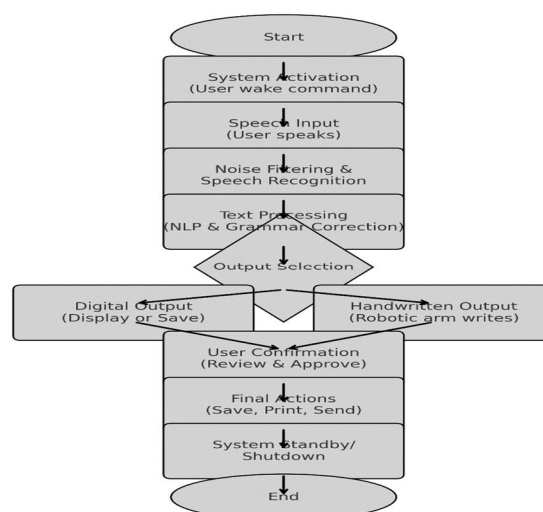 Start
System Activation
(User wake command)
Speech Input
(User speaks)
Noise Filtering &
Speech Recognition
Text Processing
(NLP & Grammar Correction)
Output Selection
Digital Output
(Display or Save)
Handwritten Output
(Robotic arm writes)
User Confirmation
(Review & Approve)
Final Actions
(Save, Print, Send)
System Standby/
Shutdown
End